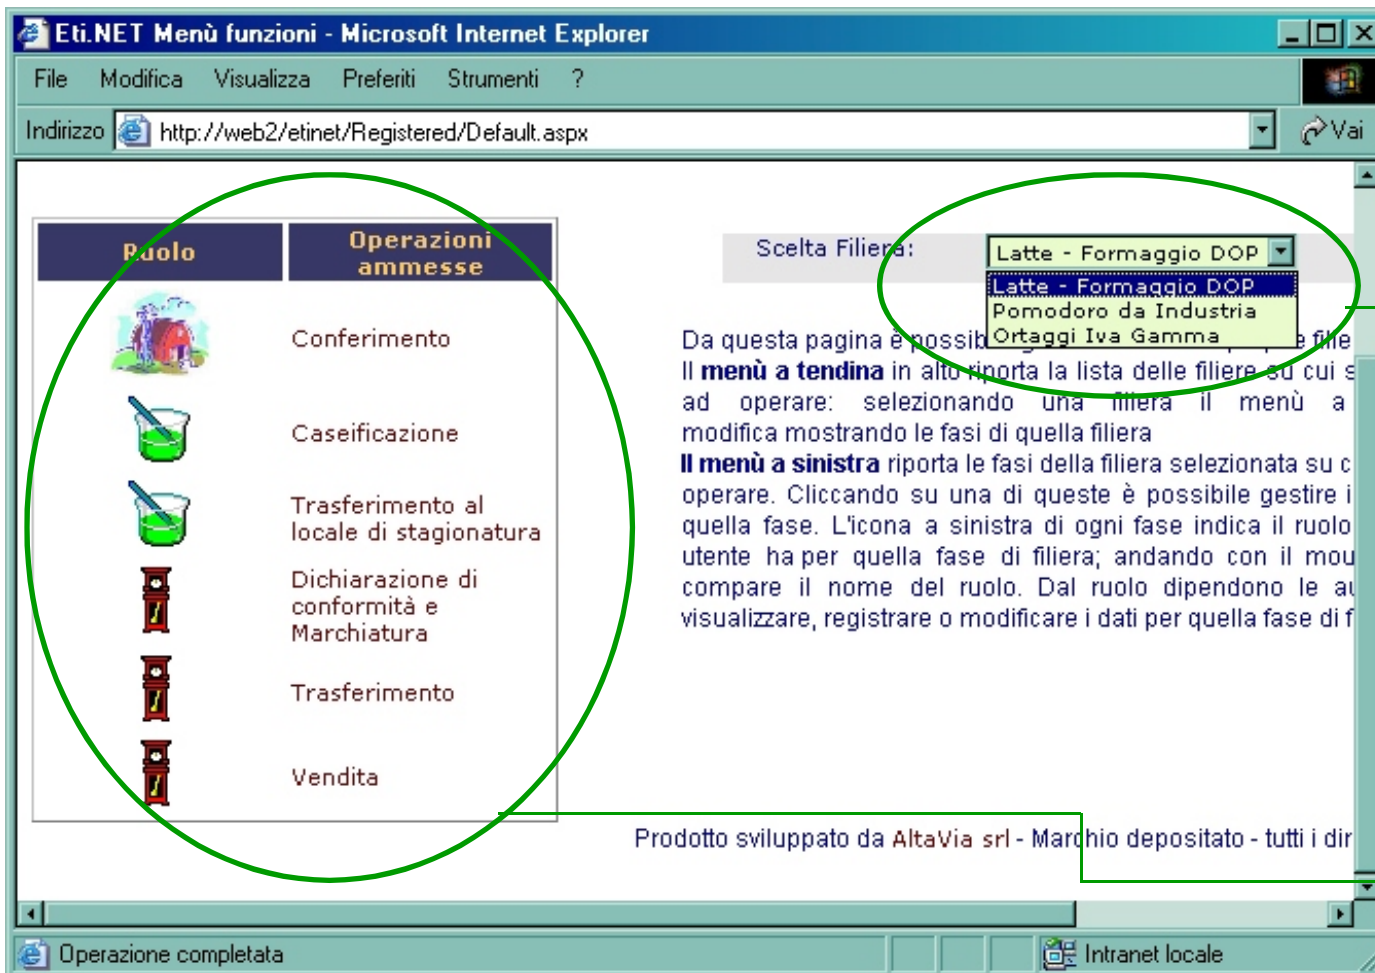 Eti.NET Menù funzioni - Microsoft Internet Explorer
File Modifica Visualizza Preferiti Strumenti ?
Indirizzo http://web2/etinet/Registered/Default.aspx Vai
Ruolo Operazioni ammesse
Conferimento
Caseificazione
Trasferimento al
locale di stagionatura
Dichiarazione di
conformità e
Marchiatura
Trasferimento
Vendita
Scelta Filiera: Latte - Formaggio DOP
Latte - Formaggio DOP
Pomodoro da Industria
Ortaggi Iva Gamma
Da questa pagina è possib
Il menù a tendina in alto riporta la lista delle filiere su cui s
ad operare: selezionando una filiera il menù a
modifica mostrando le fasi di quella filiera
Il menù a sinistra riporta le fasi della filiera selezionata su c
operare. Cliccando su una di queste è possibile gestire i
quella fase. L'icona a sinistra di ogni fase indica il ruolo
utente ha per quella fase di filiera; andando con il mou
compare il nome del ruolo. Dal ruolo dipendono le au
visualizzare, registrare o modificare i dati per quella fase di f
Prodotto sviluppato da AltaVia srl - Marchio depositato - tutti i dir
Operazione completata Intranet locale